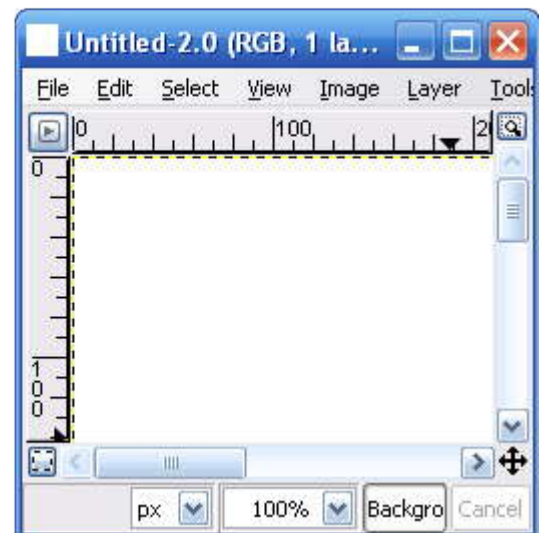 Untitled-2.0 (RGB, 1 la...
File Edit Select View Image Layer Tool
0 100 2
0
100
px 100% Backgro Cancel